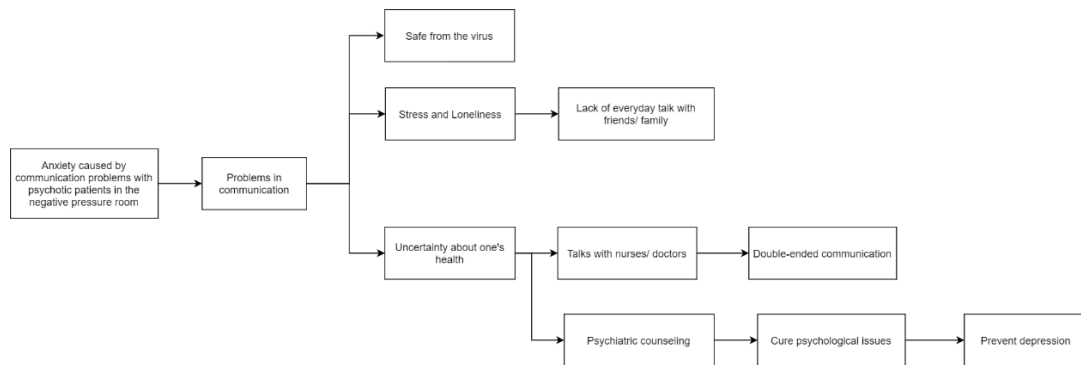 Safe from the virus
Stress and Loneliness
Lack of everyday talk with
friends/ family
Anxiety caused by
communication problems with
psychotic patients in the
negative pressure room
Problems in
communication
Uncertainty about one's
health
Talks with nurses/ doctors
Double-ended communication
Psychiatric counseling
Cure psychological issues
Prevent depression